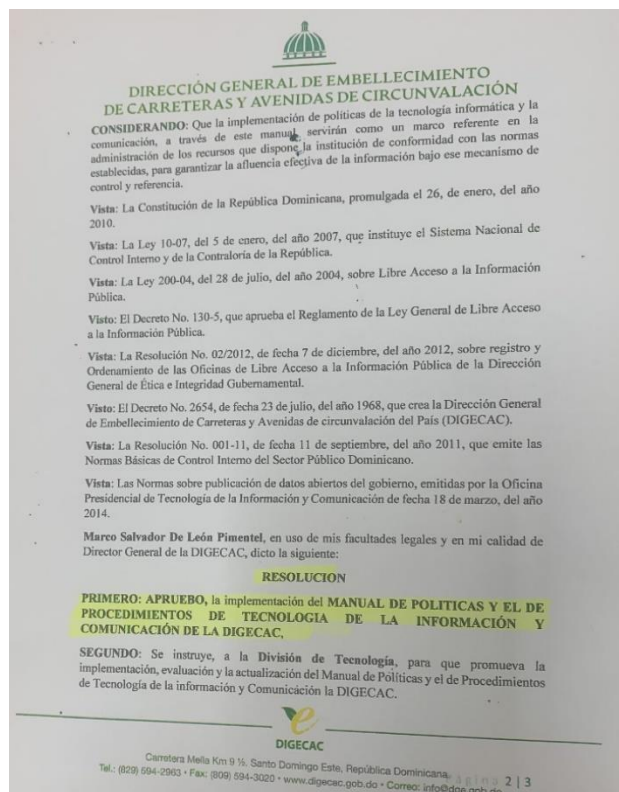 DIRECCIÓN GENERAL DE EMBELLECIMIENTO
DE CARRETERAS Y AVENIDAS DE CIRCUNVALACIÓN
CONSIDERANDO: Que la implementación de políticas de la tecnología informática y la
comunicación, a través de este manual, servirán como un marco referente en la
administración de los recursos que dispone la institución de conformidad con las normas
establecidas, para garantizar la afluencia efectiva de la información bajo ese mecanismo de
control y referencia.
Vista: La Constitución de la República Dominicana, promulgada el 26, de enero, del año
2010.
Vista: La Ley 10-07, del 5 de enero, del año 2007, que instituye el Sistema Nacional de
Control Interno y de la Contraloría de la República.
Vista: La Ley 200-04, del 28 de julio, del año 2004, sobre Libre Acceso a la Información
Pública.
Visto: El Decreto No. 130-5, que aprueba el Reglamento de la Ley General de Libre Acceso
a la Información Pública.
Vista: La Resolución No. 02/2012, de fecha 7 de diciembre, del año 2012, sobre registro y
Ordenamiento de las Oficinas de Libre Acceso a la Información Pública de la Dirección
General de Ética e Integridad Gubernamental.
Visto: El Decreto No. 2654, de fecha 23 de julio, del año 1968, que crea la Dirección General
de Embellecimiento de Carreteras y Avenidas de circunvalación del País (DIGECAC).
Vista: La Resolución No. 001-11, de fecha 11 de septiembre, del año 2011, que emite las
Normas Básicas de Control Interno del Sector Público Dominicano.
Vista: Las Normas sobre publicación de datos abiertos del gobierno, emitidas por la Oficina
Presidencial de Tecnología de la Información y Comunicación de fecha 18 de marzo, del año
2014.
Marco Salvador De León Pimentel, en uso de mis facultades legales y en mi calidad de
Director General de la DIGECAC, dicto la siguiente:
RESOLUCION
PRIMERO: APRUEBO, la implementación del MANUAL DE POLITICAS Y EL DE
PROCEDIMIENTOS DE TECNOLOGIA DE LA INFORMACIÓN Y
COMUNICACIÓN DE LA DIGECAC,
SEGUNDO: Se instruye, a la División de Tecnología, para que promueva la
implementación, evaluación y la actualización del Manual de Políticas y el de Procedimientos
de Tecnología de la información y Comunicáción la DIGECAC.
DIGECAC
Carretera Mella Km 9 ½. Santo Domingo Este, República Dominicana.
Página 2 | 3
Tel.: (829) 594-2963 • Fax: (809) 594-3020 • www.digecac.gob.do • Correo: